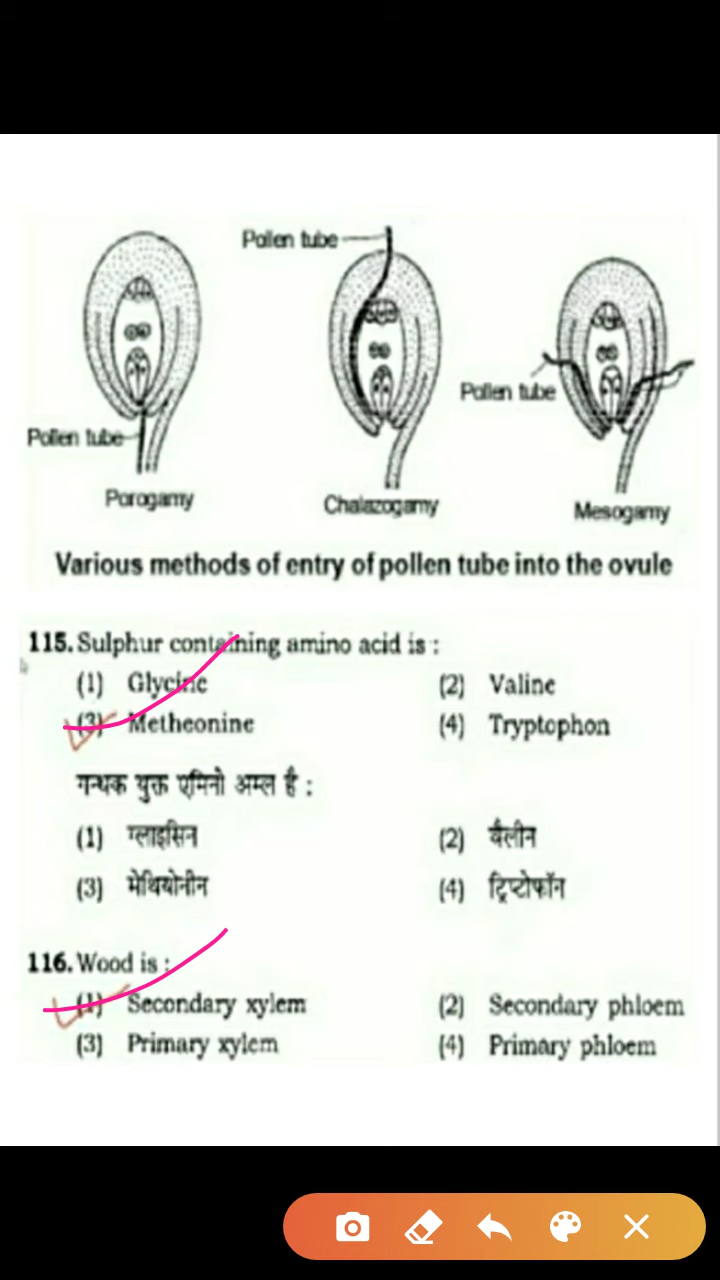 Pollen tube
Pollen tube
Pollen tube
Porogamy
Chalazogamy
Mesogamy
Various methods of entry of pollen tube into the ovule
115. Sulphur containing amino acid is :
(1) Glycine (2) Valine
(3) Metheonine (4) Tryptophon
गन्धक युक्त एमिनो अम्ल है :
(1) ग्लाइसिन (2) वैलीन
(3) मेथियोनीन (4) ट्रिप्टोफॉन
116. Wood is :
(1) Secondary xylem (2) Secondary phloem
(3) Primary xylem (4) Primary phloem